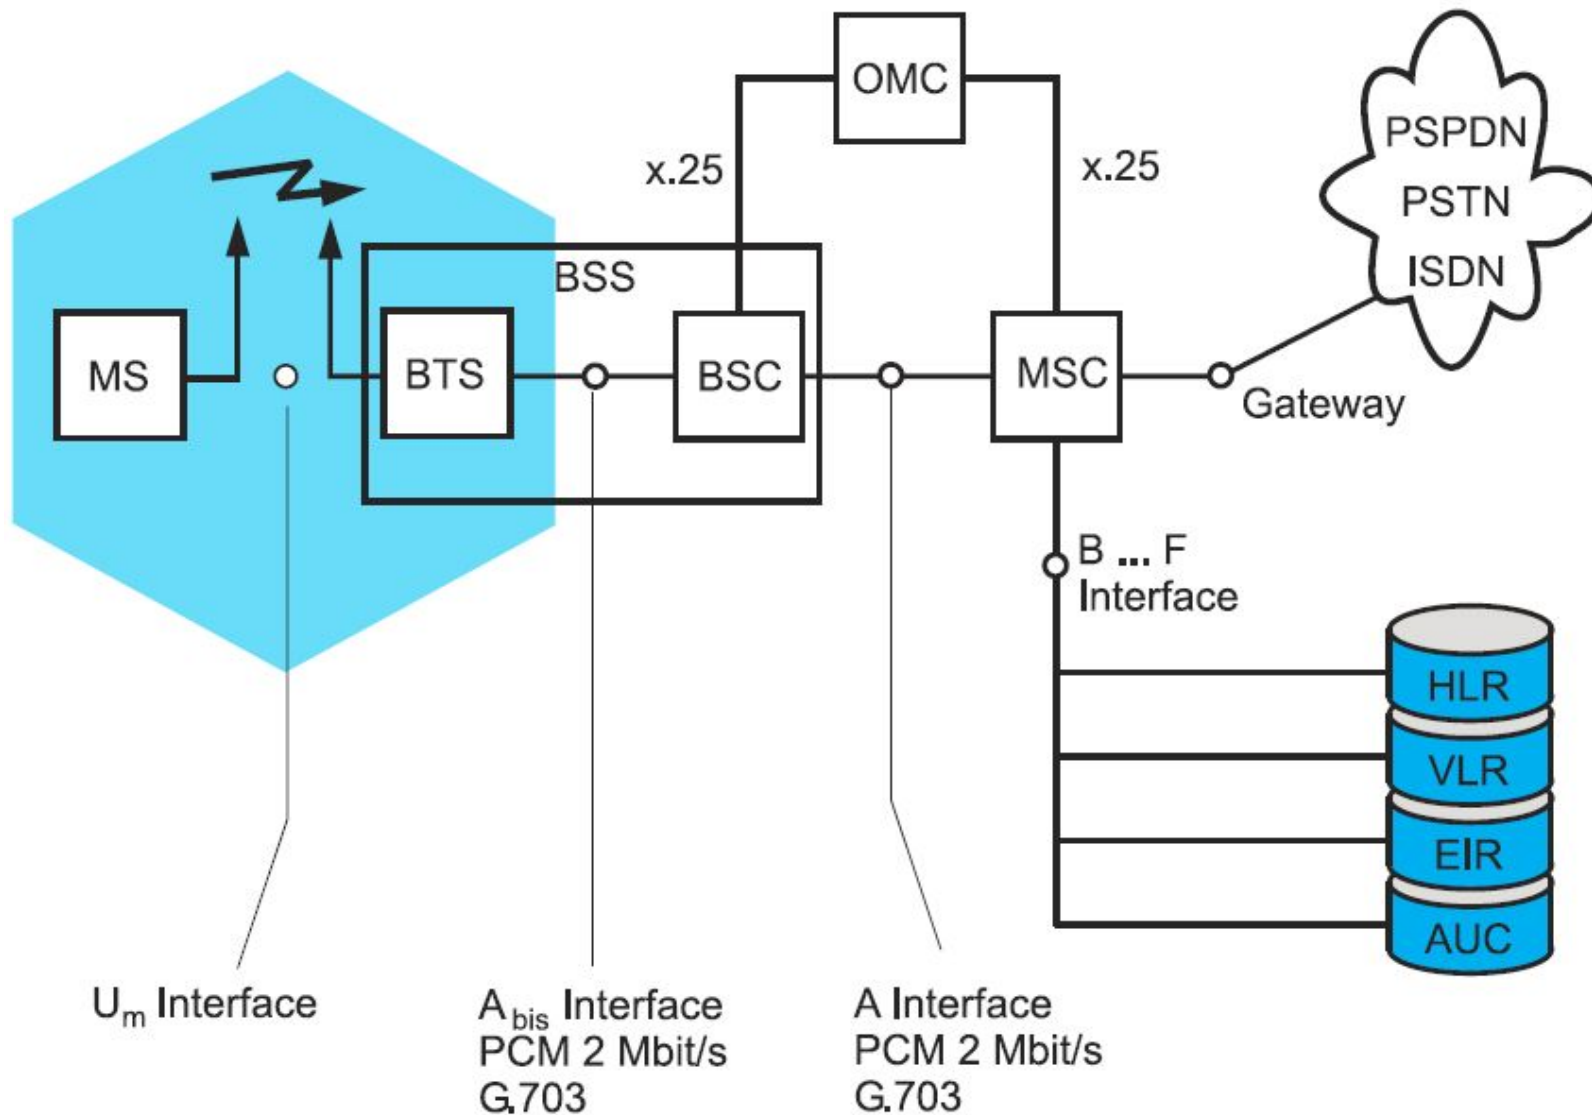 OMC
x.25
x.25
PSPDN
PSTN
ISDN
BSS
MS
BTS
BSC
MSC
Gateway
B ... F
Interface
HLR
VLR
EIR
AUC
Um Interface
Abis Interface
PCM 2 Mbit/s
G.703
A Interface
PCM 2 Mbit/s
G.703